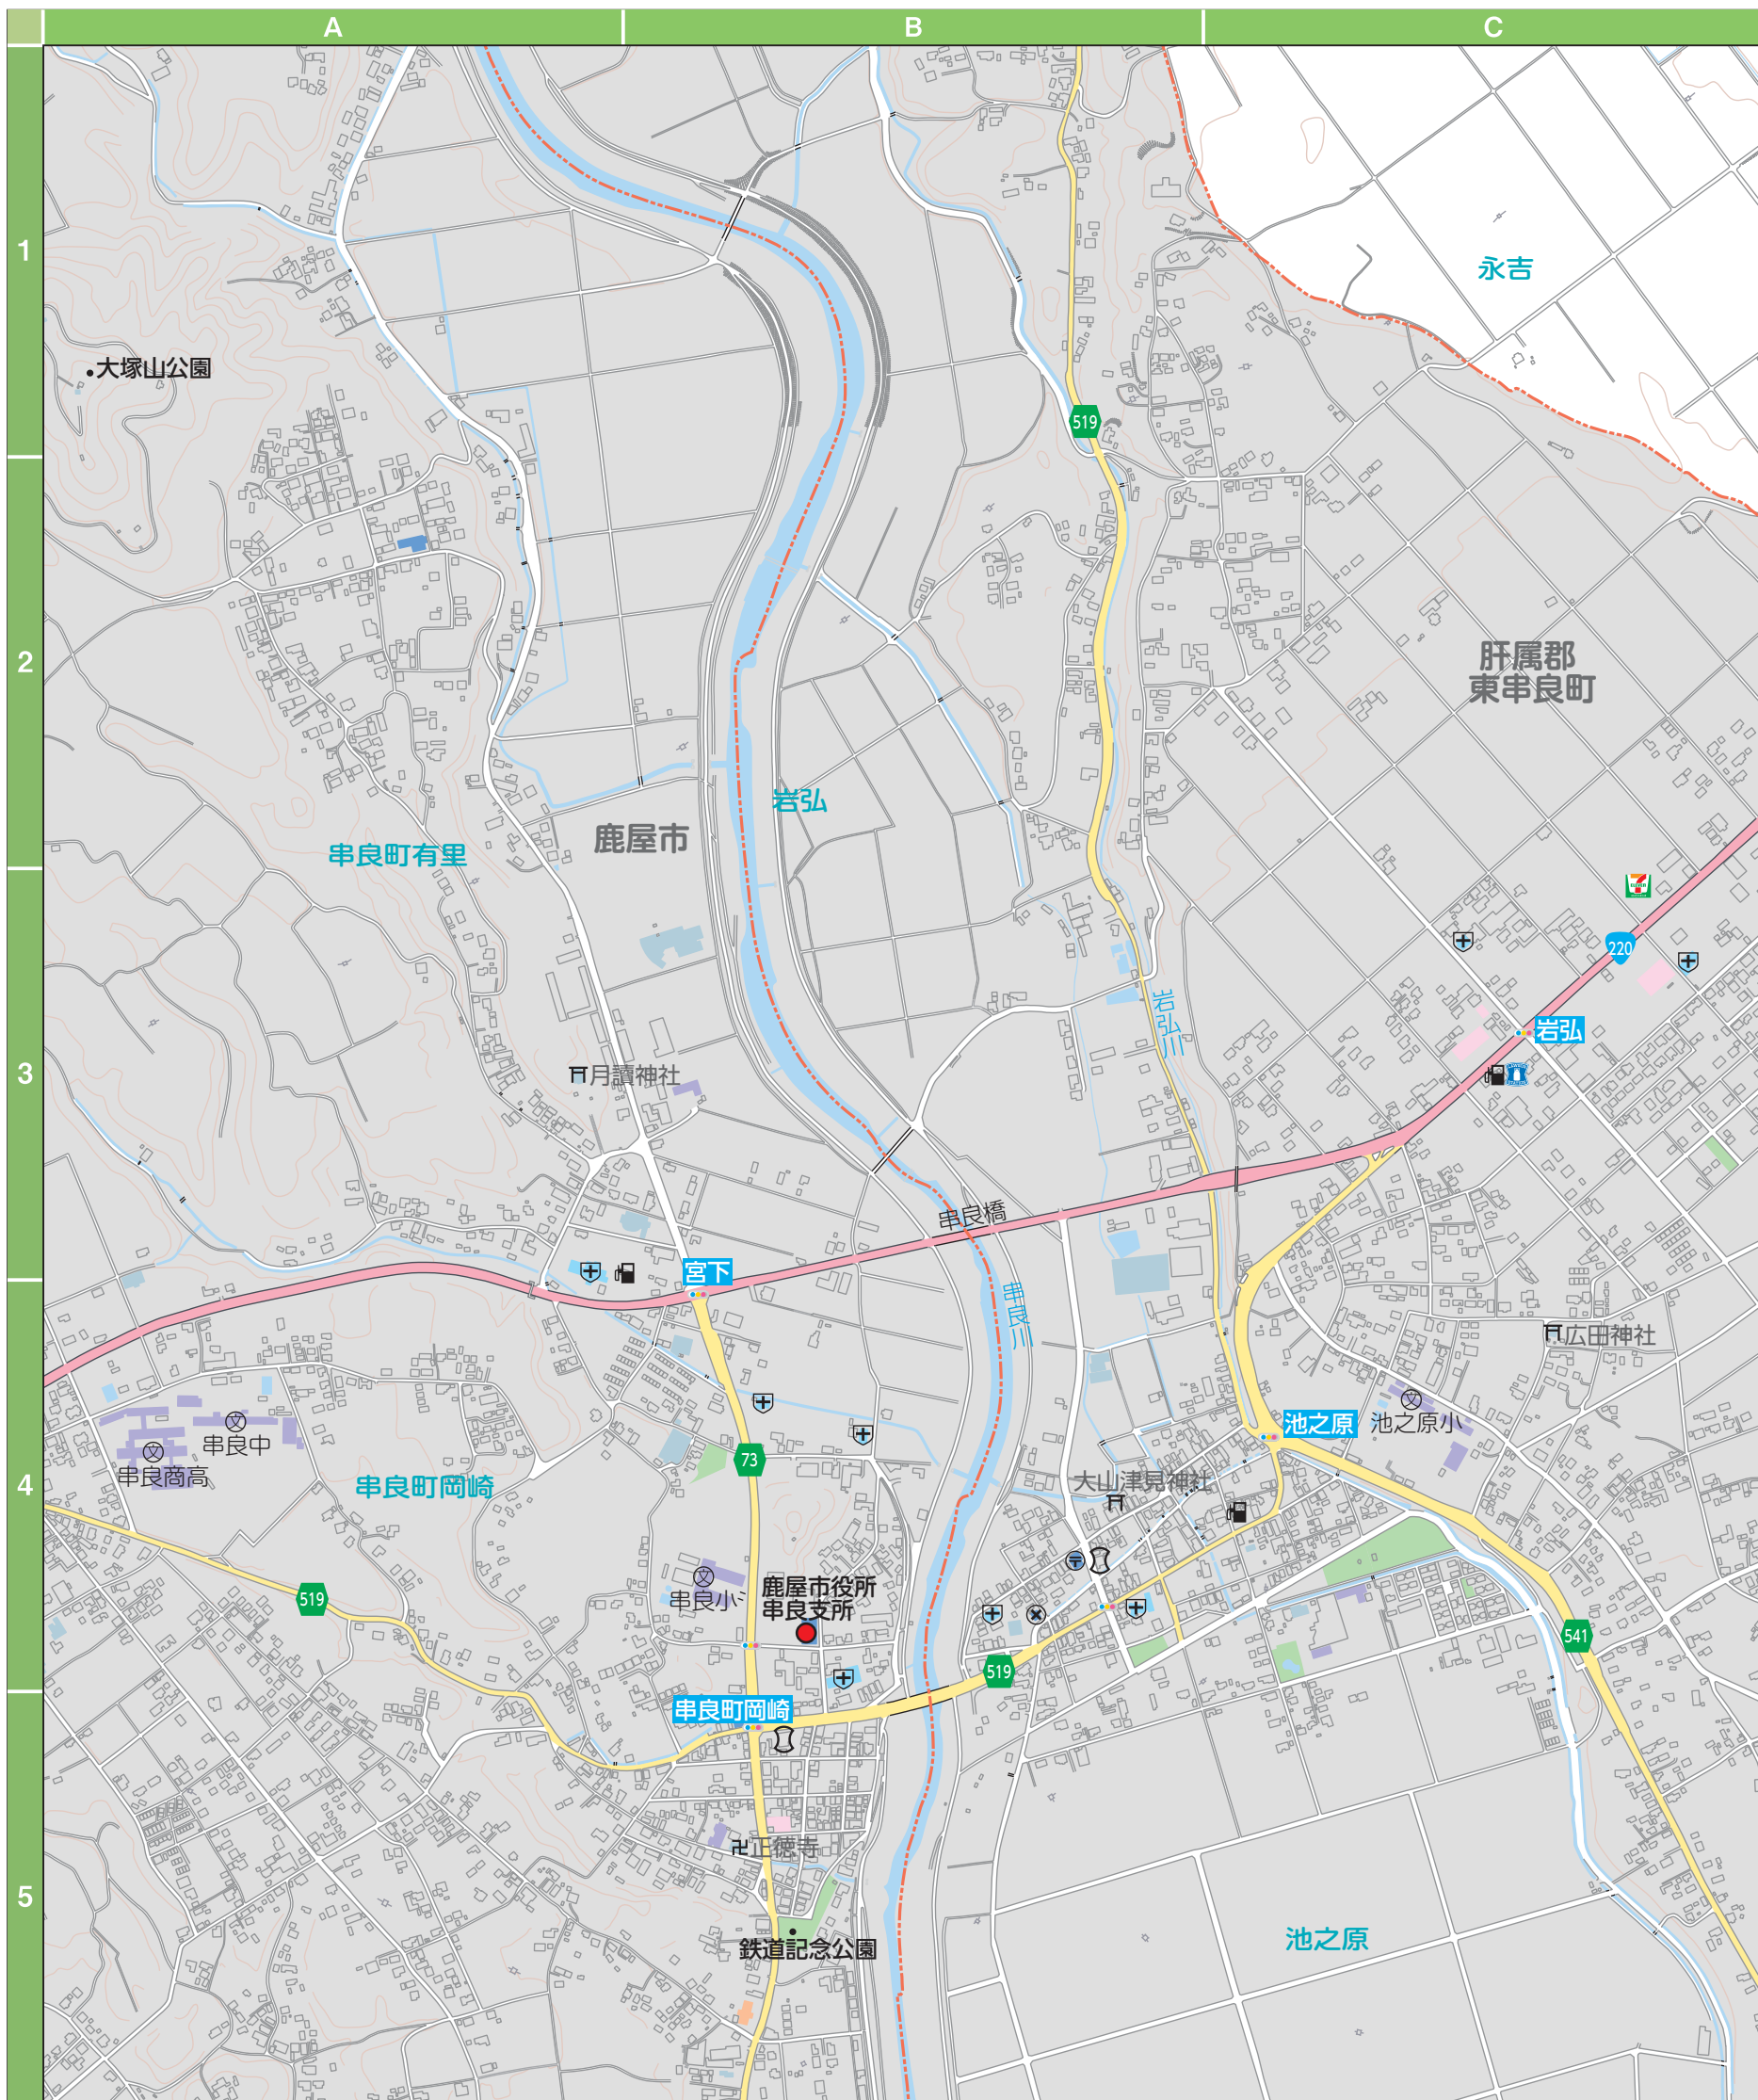 A
B
C
1
2
3
4
5
永吉
大塚山公園
519
肝属郡
東串良町
岩弘
鹿屋市
串良町有里
220
岩弘川
岩弘
月讀神社
串良橋
宮下
串良川
広田神社
池之原
池之原小
串良中
串良商高
串良町岡崎
73
大山津見神社
519
串良小
鹿屋市役所
串良支所
519
541
串良町岡崎
正徳寺
鉄道記念公園
池之原